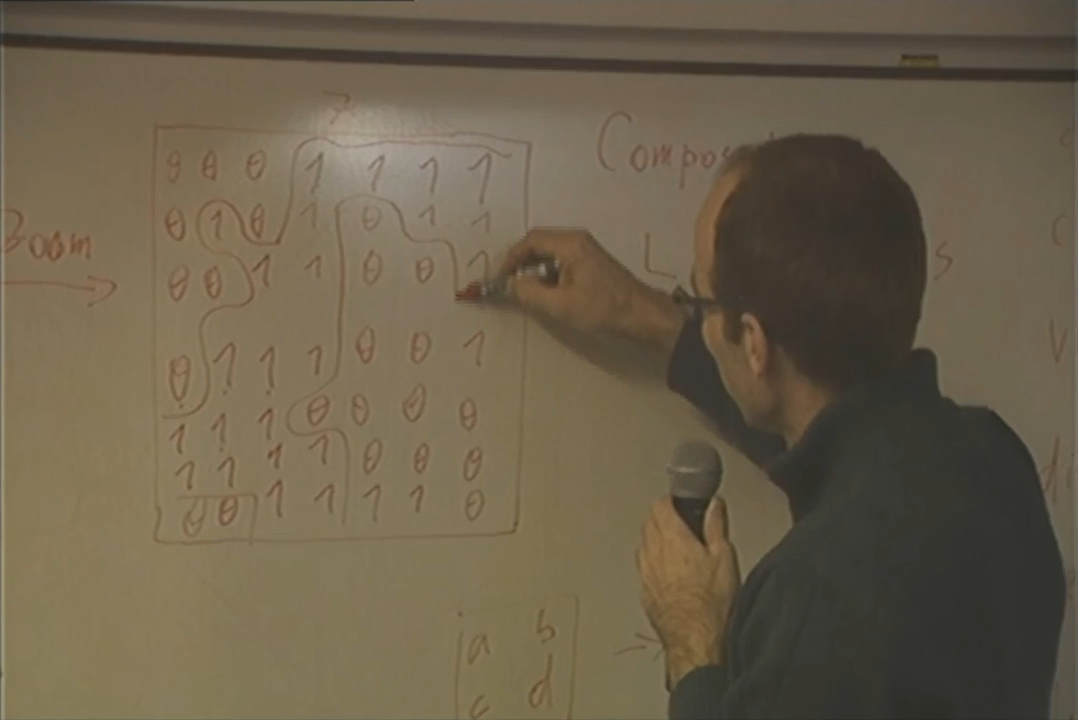 7
0 0 0 1 1 1 1
0 1 0 1 0 1 1
0 0 1 1 0 0 1
0 1 1 1 0 0 1
1 1 1 0 0 0 0
1 1 1 1 0 0 0
0 0 1 1 1 1 0
Zoom
Compo
L
s
a b
c d
di